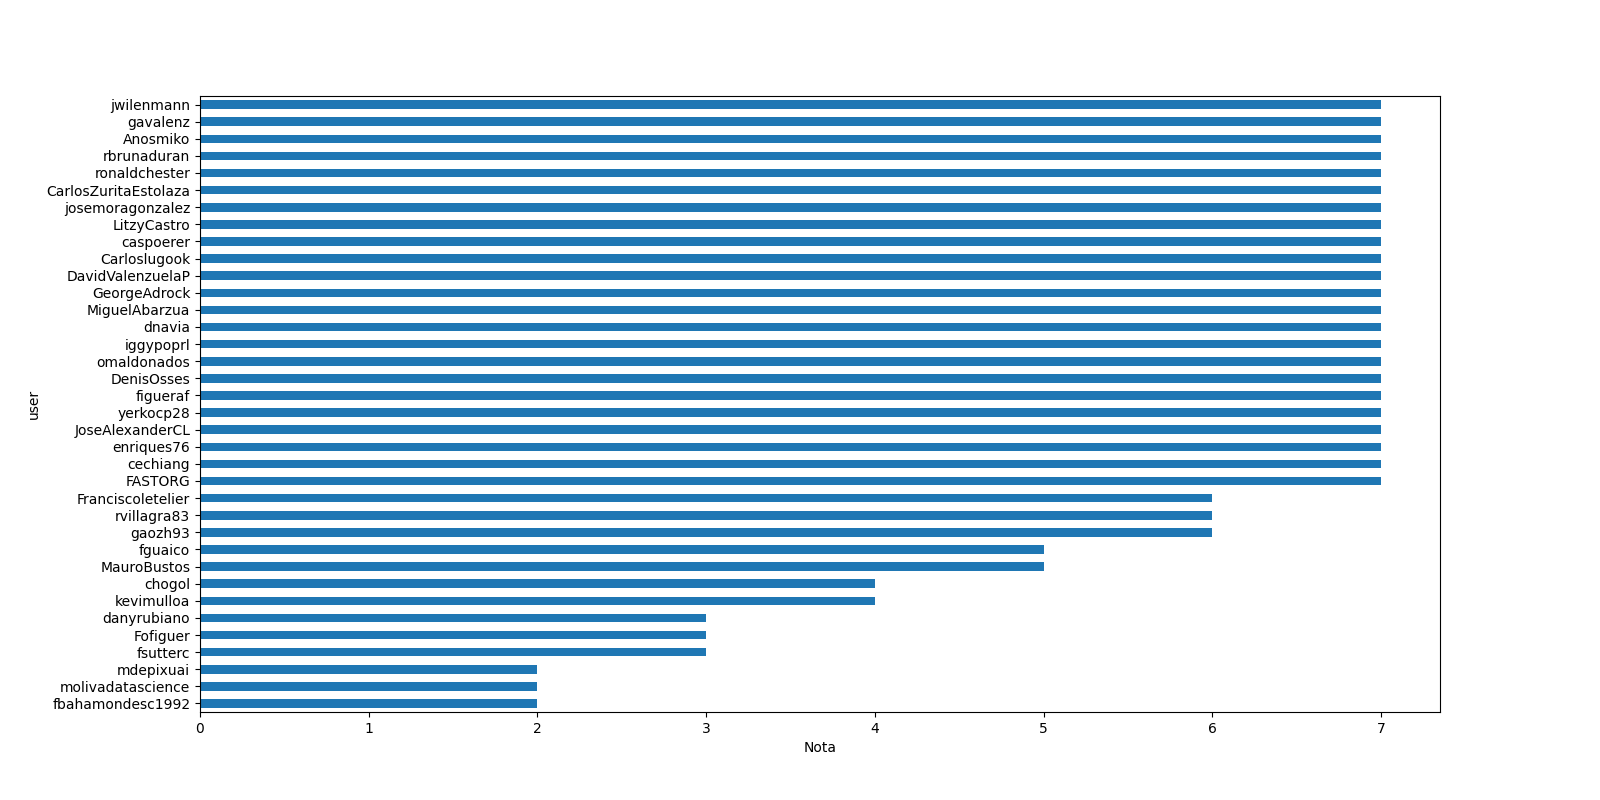 jwilenmann
gavalenz
Anosmiko
rbrunaduran
ronaldchester
CarlosZuritaEstolaza
josemoragonzalez
LitzyCastro
caspoerer
Carloslugook
DavidValenzuelaP
GeorgeAdrock
MiguelAbarzua
dnavia
iggypoprl
omaldonados
DenisOsses
figueraf
user
yerkocp28
JoseAlexanderCL
enriques76
cechiang
FASTORG
Franciscoletelier
rvillagra83
gaozh93
fguaico
MauroBustos
chogol
kevimulloa
danyrubiano
Fofiguer
fsutterc
mdepixuai
molivadatascience
fbahamondesc1992
0 1 2 3 4 5 6 7
Nota